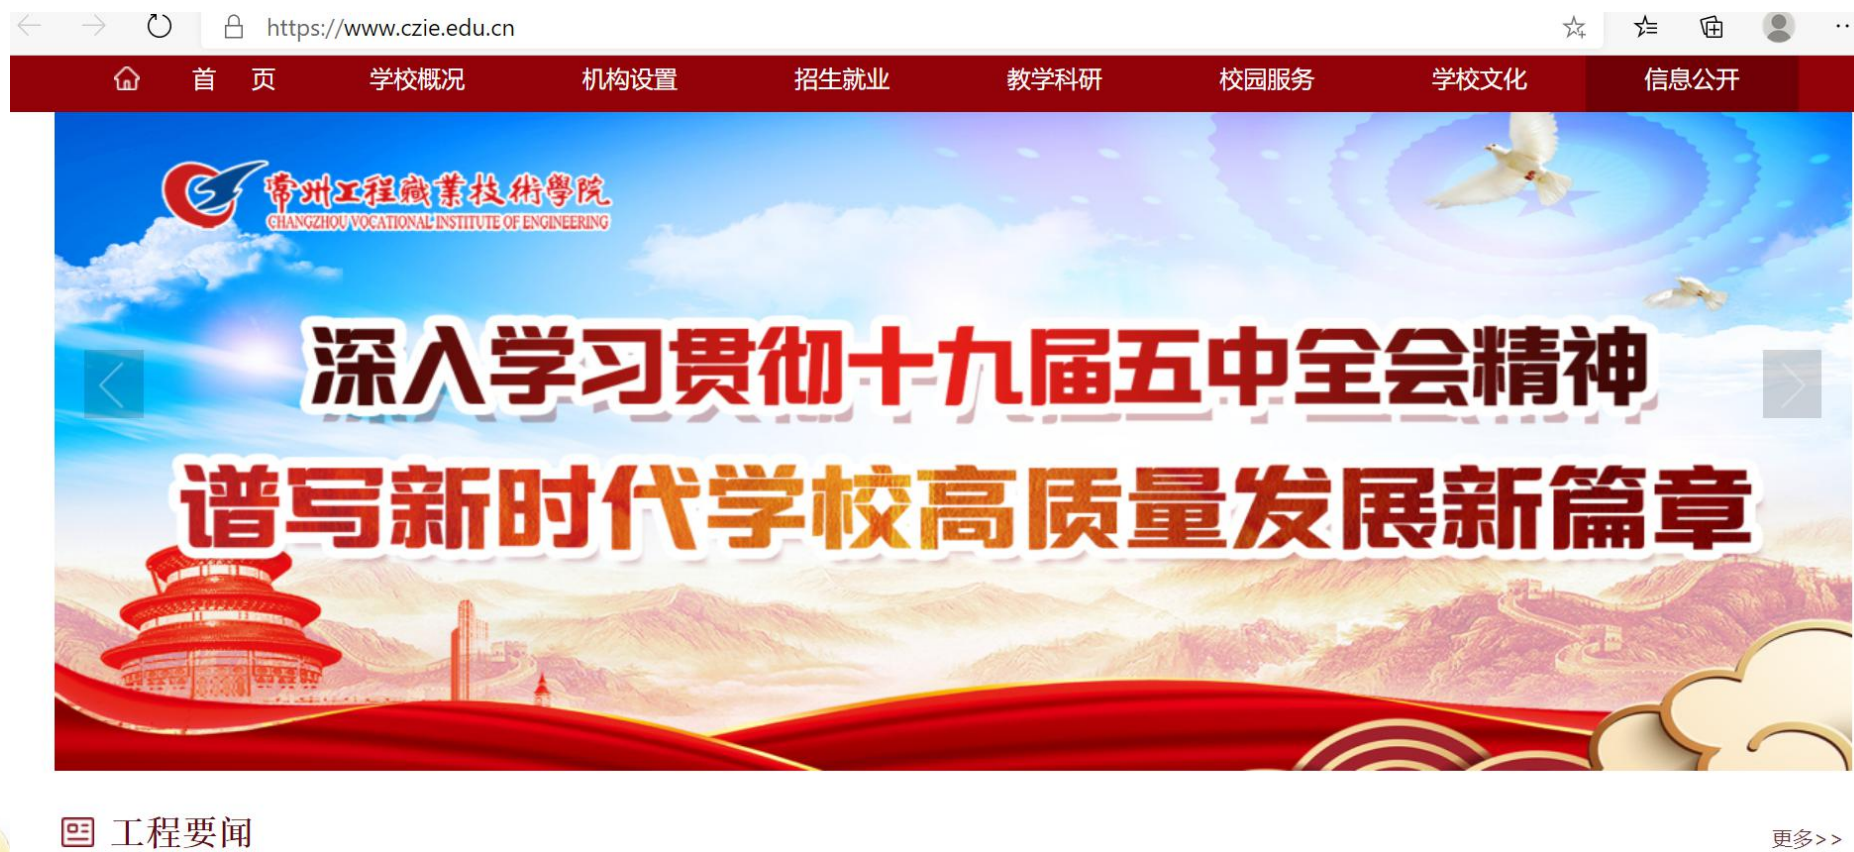 https://www.czie.edu.cn
首 页 学校概况 机构设置 招生就业 教学科研 校园服务 学校文化 信息公开
常州工程職業技術學院
CHANGZHOU VOCATIONAL INSTITUTE OF ENGINEERING
深入学习贯彻十九届五中全会精神
谱写新时代学校高质量发展新篇章
工程要闻 更多>>